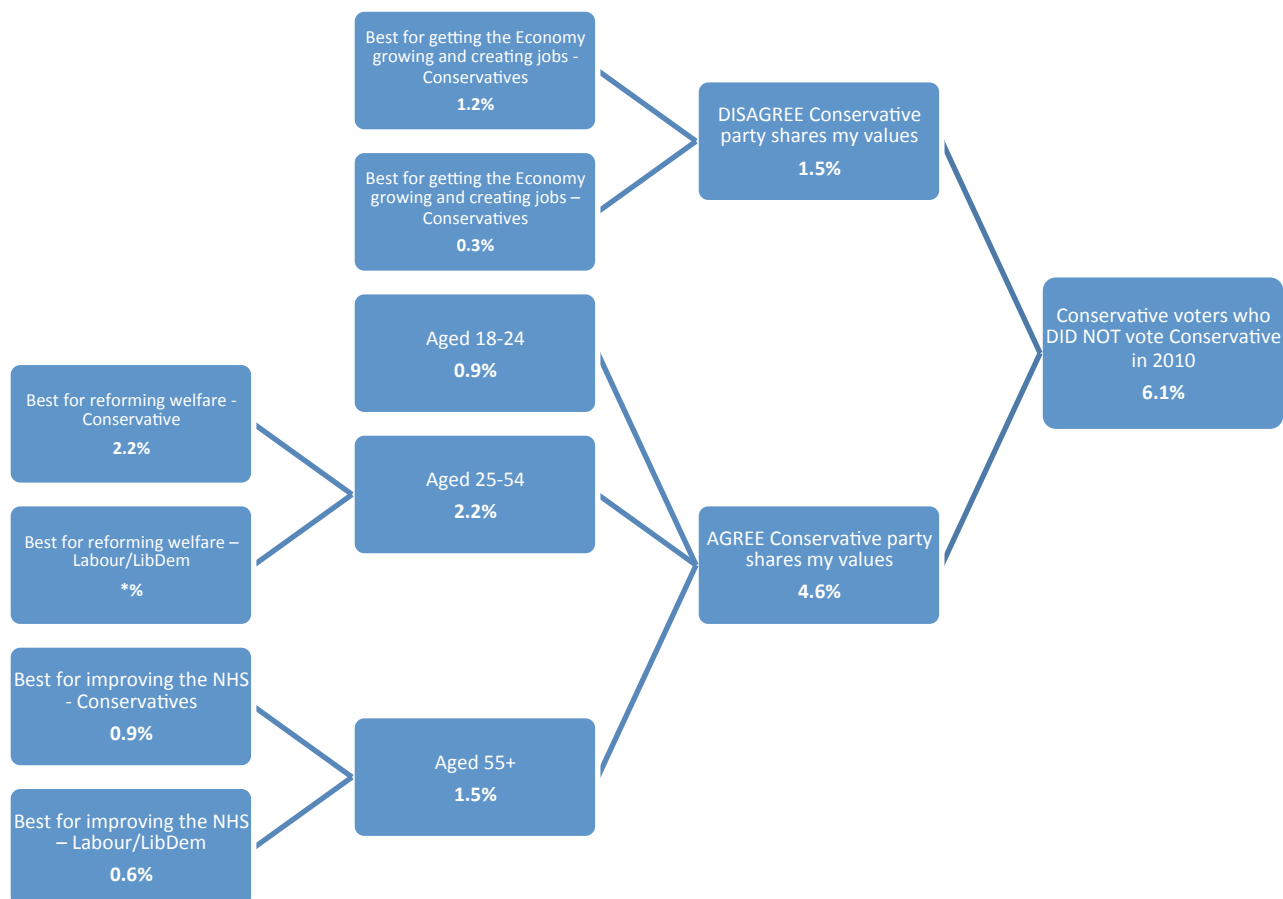 Best for getting the Economy
growing and creating jobs -
Conservatives
1.2%
DISAGREE Conservative
party shares my values
1.5%
Best for getting the Economy
growing and creating jobs –
Conservatives
0.3%
Conservative voters who
DID NOT vote Conservative
in 2010
6.1%
Aged 18-24
0.9%
Best for reforming welfare -
Conservative
2.2%
Aged 25-54
2.2%
Best for reforming welfare –
Labour/LibDem
*%
AGREE Conservative party
shares my values
4.6%
Best for improving the NHS
- Conservatives
0.9%
Aged 55+
1.5%
Best for improving the NHS
– Labour/LibDem
0.6%